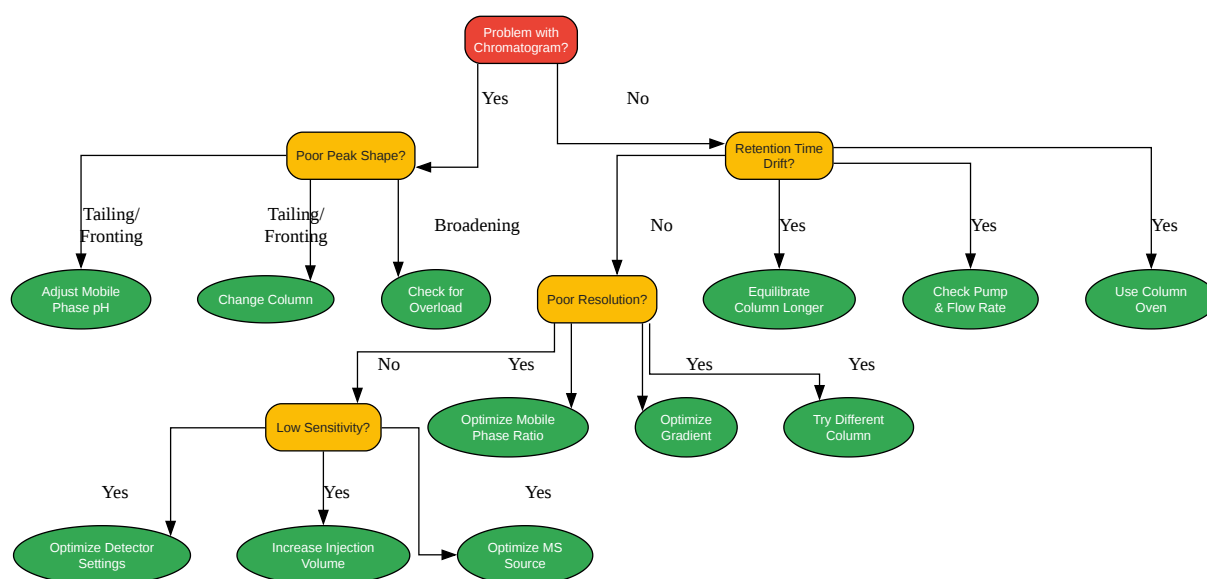 Problem with
Chromatogram?
Yes
No
Poor Peak Shape?
Retention Time
Drift?
Tailing/
Fronting
Tailing/
Fronting
Broadening
No
Yes
Yes
Yes
Adjust Mobile
Phase pH
Change Column
Check for
Overload
Poor Resolution?
Equilibrate
Column Longer
Check Pump
& Flow Rate
Use Column
Oven
No
Yes
Yes
Yes
Low Sensitivity?
Optimize Mobile
Phase Ratio
Optimize
Gradient
Try Different
Column
Yes
Yes
Yes
Optimize Detector
Settings
Increase Injection
Volume
Optimize MS
Source